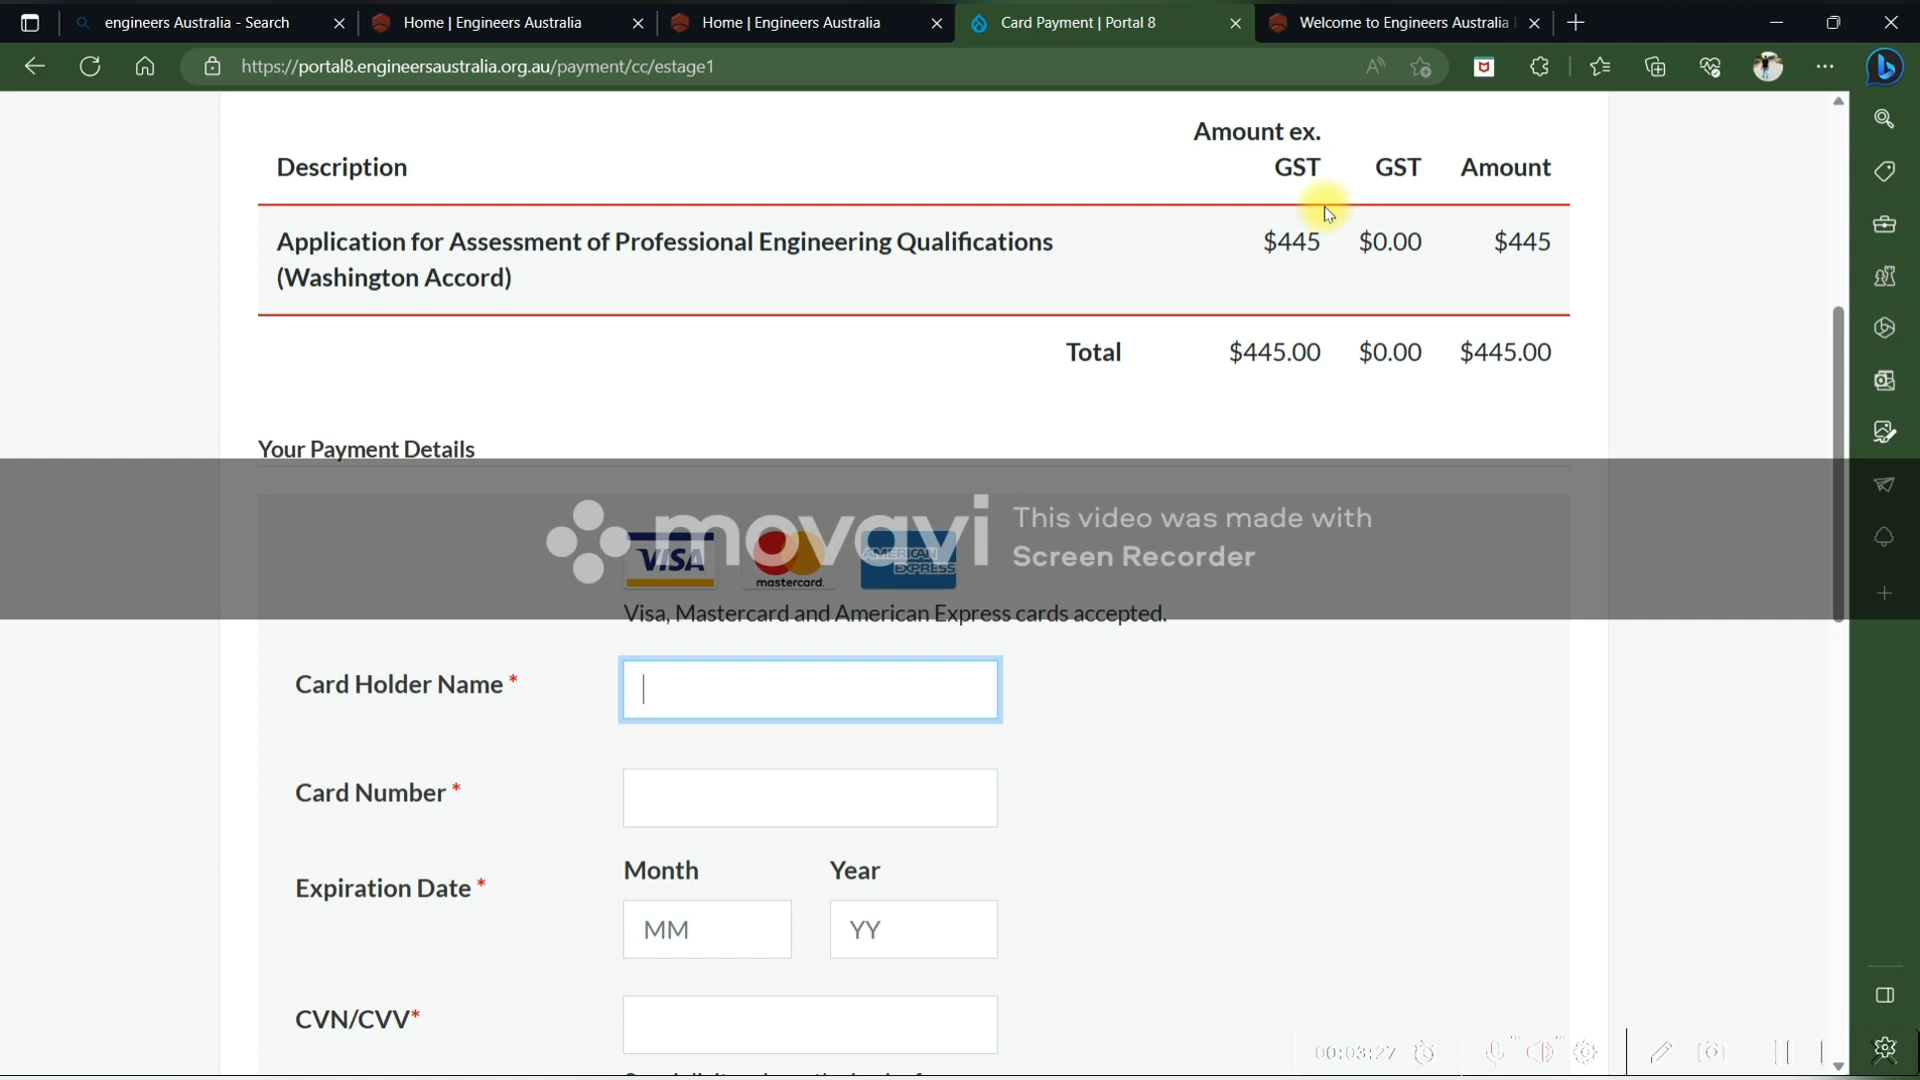 engineers Australia - Search
Home | Engineers Australia
Home | Engineers Australia
Card Payment | Portal 8
Welcome to Engineers Australia
https://portal8.engineersaustralia.org.au/payment/cc/estage1
Amount ex.
Description GST GST Amount
Application for Assessment of Professional Engineering Qualifications $445 $0.00 $445
(Washington Accord)
Total $445.00 $0.00 $445.00
Your Payment Details
movavi
This video was made with
Screen Recorder
VISA
mastercard.
AMERICAN
EXPRESS
Visa, Mastercard and American Express cards accepted.
Card Holder Name *
Card Number *
Month Year
Expiration Date *
MM YY
CVN/CVV*
00:03:27